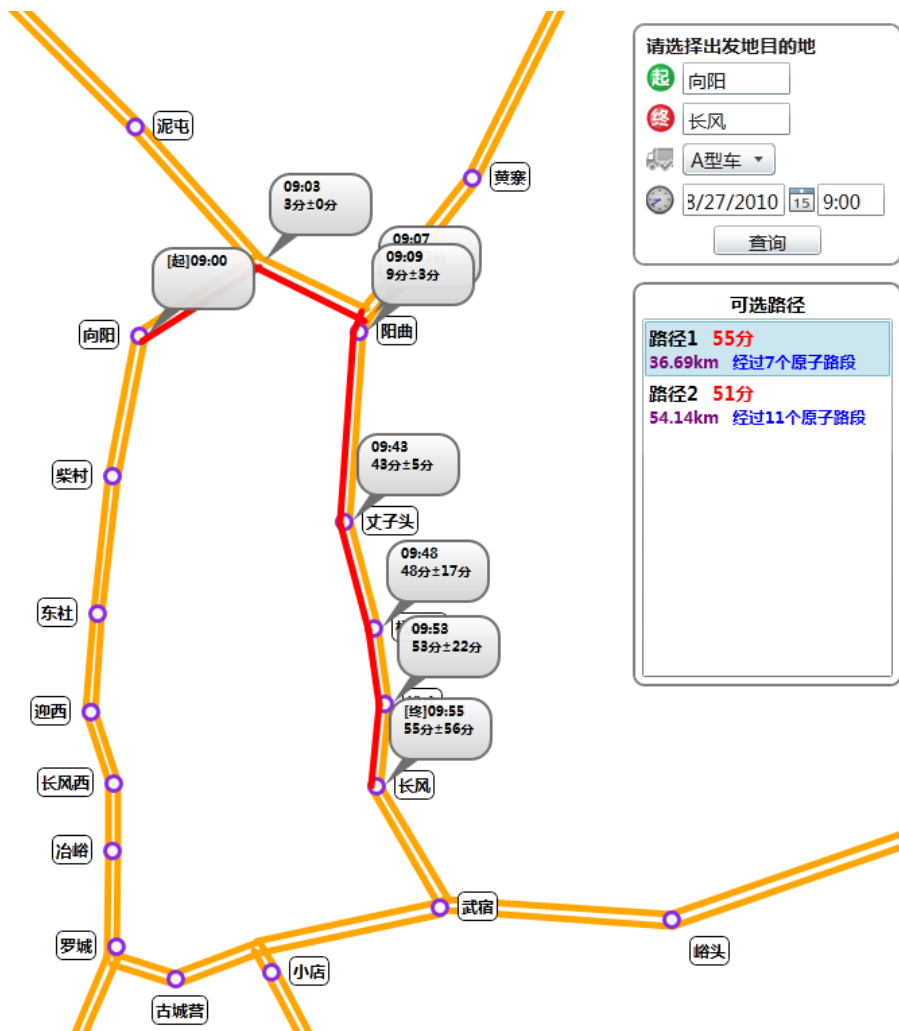 泥屯
黄寨
09:03
3分±0分
09:07
[起]09:00
09:09
9分±3分
向阳
阳曲
09:43
43分±5分
柴村
丈子头
09:48
48分±17分
东社
09:53
53分±22分
迎西
[终]09:55
55分±56分
长风西
长风
冶峪
武宿
罗城
小店
峪头
古城营
请选择出发地目的地
起
向阳
终
长风
A型车
8/27/2010
15
9:00
查询
可选路径
路径1 55分
36.69km 经过7个原子路段
路径2 51分
54.14km 经过11个原子路段